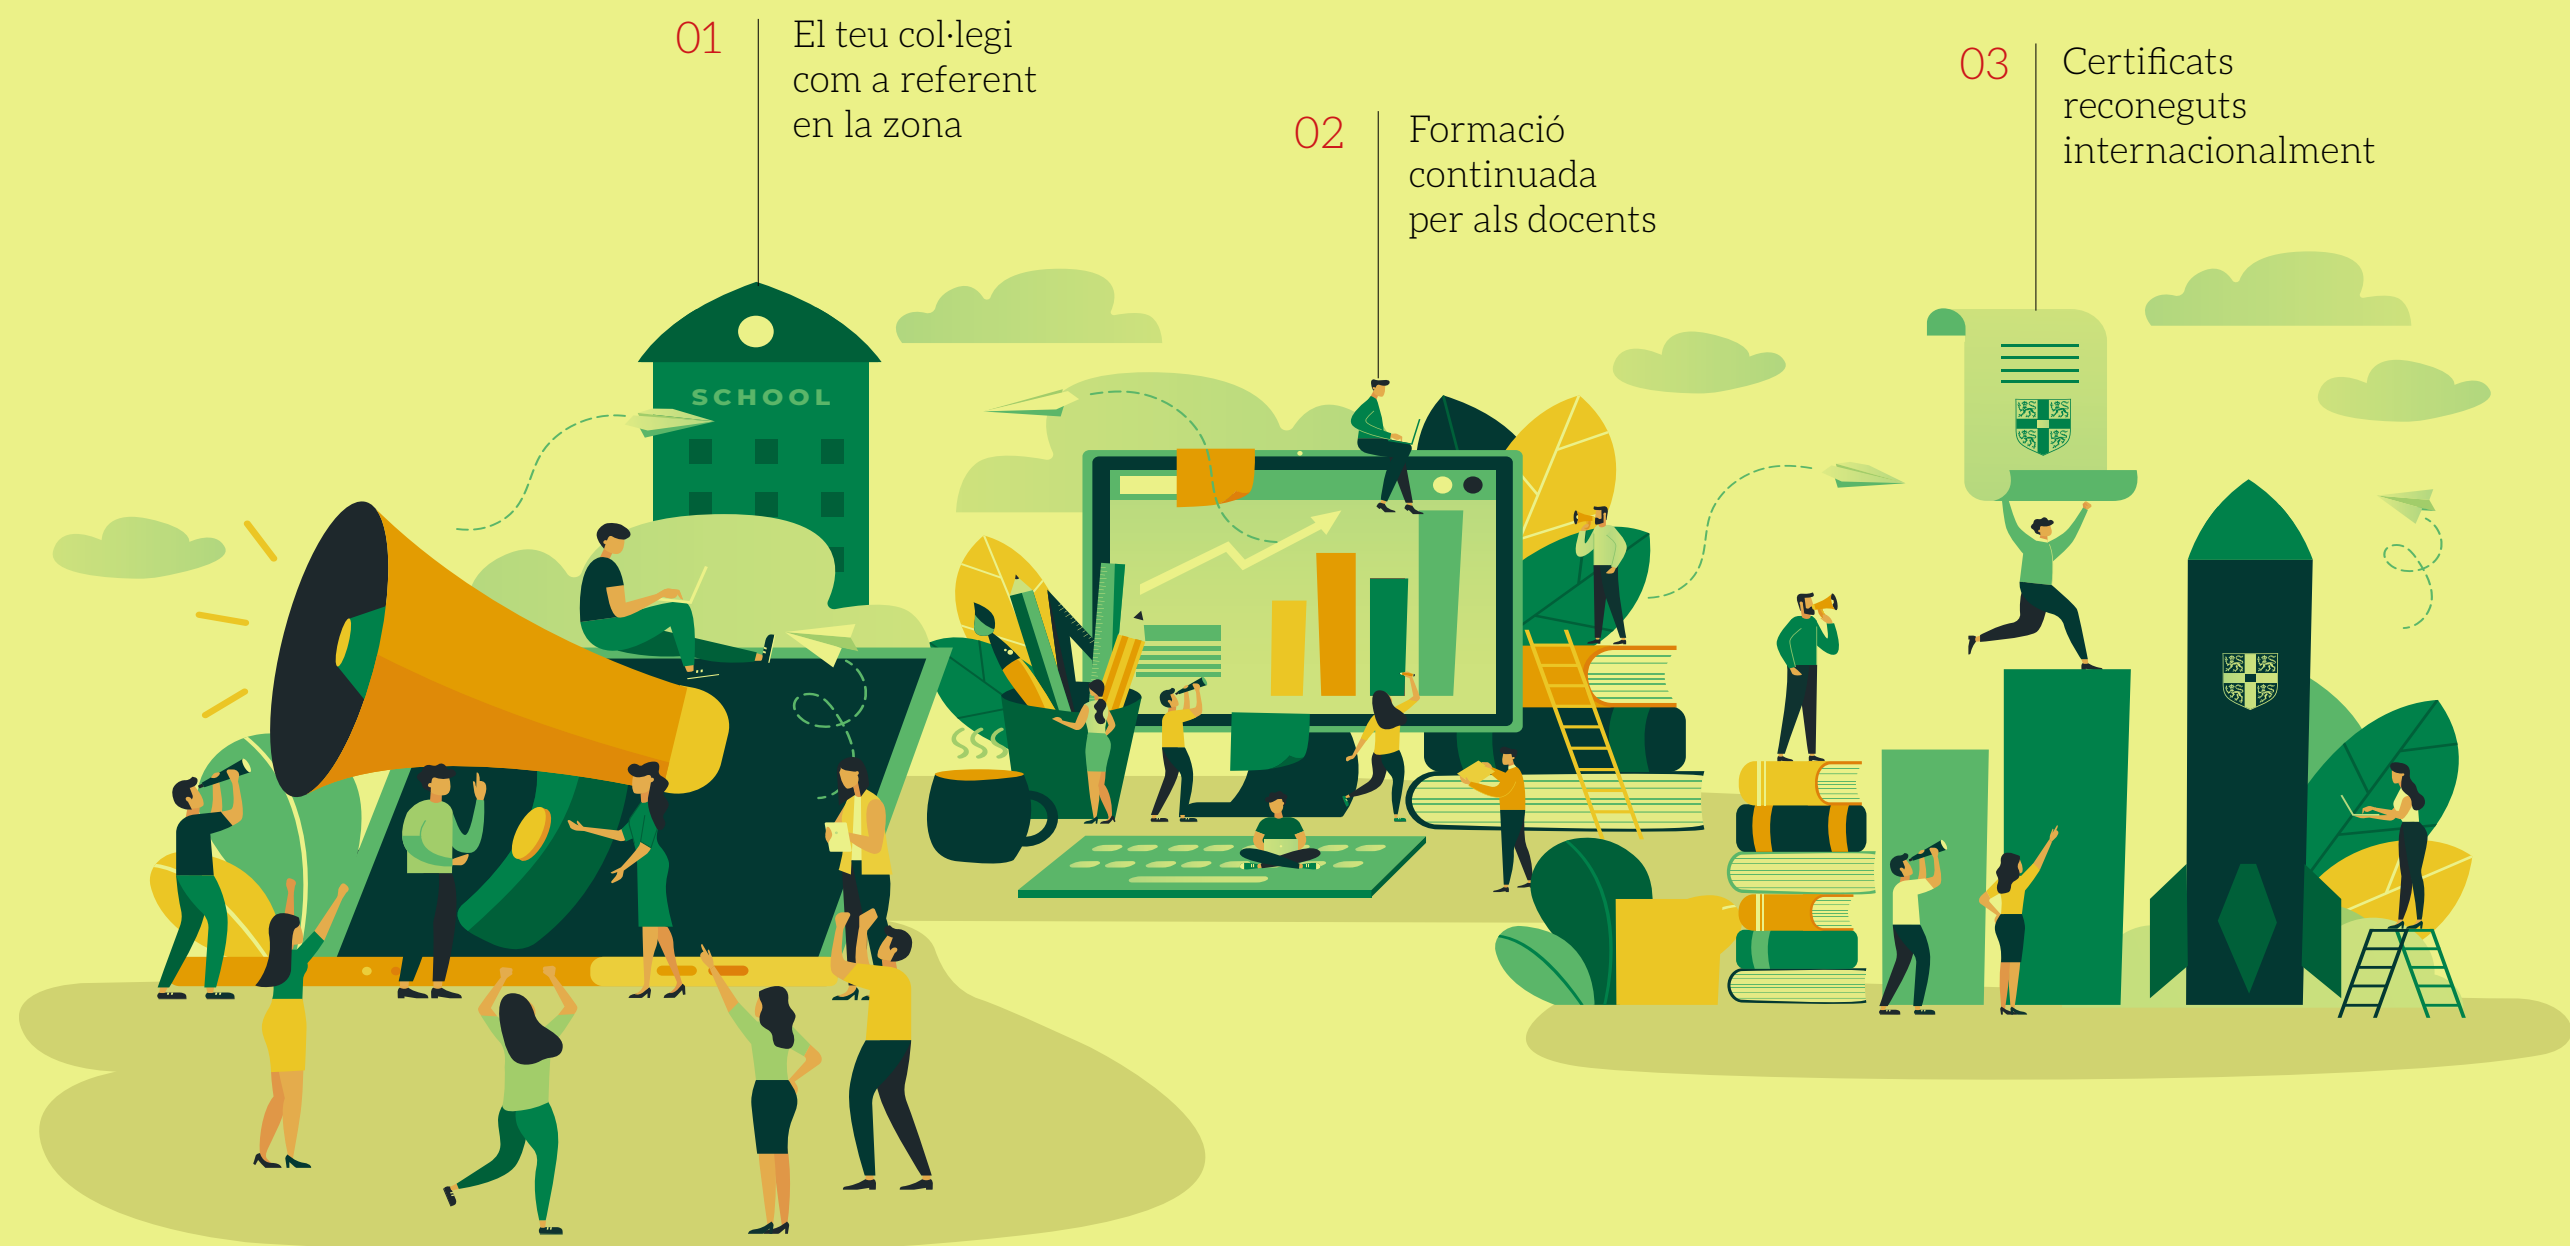 01
El teu col·legi
com a referent
en la zona
02
Formació
continuada
per als docents
03
Certificats
reconeguts
internacionalment
SCHOOL